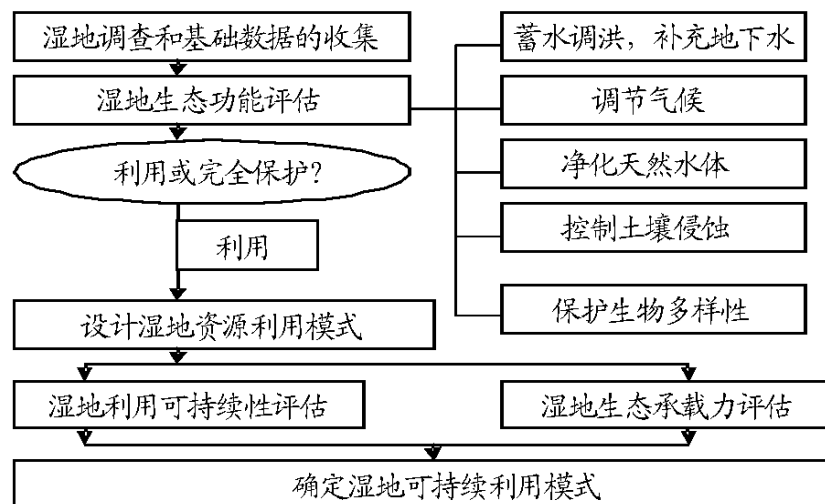 湿地调查和基础数据的收集
湿地生态功能评估
利用或完全保护?
利用
设计湿地资源利用模式
蓄水调洪，补充地下水
调节气候
净化天然水体
控制土壤侵蚀
保护生物多样性
湿地利用可持续性评估
湿地生态承载力评估
确定湿地可持续利用模式